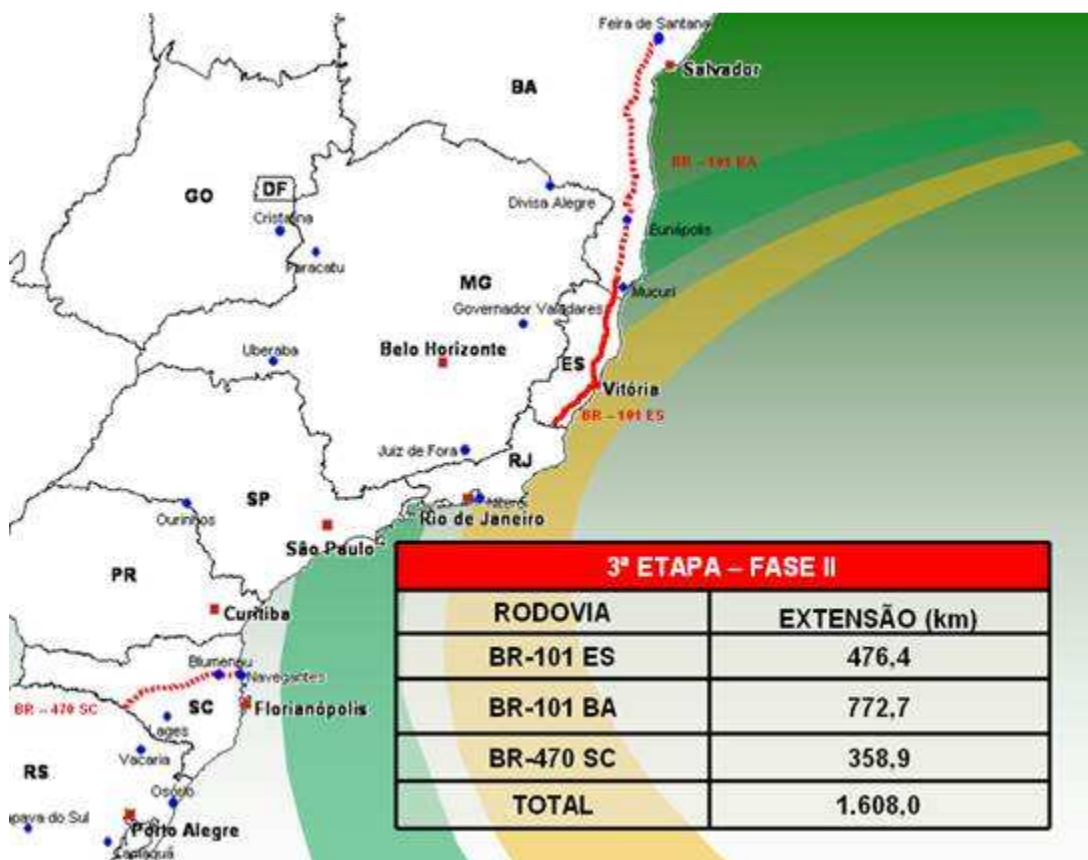 Feira de Santana
Salvador
BA
BR - 101 BA
GO
DF
Cristalina
Divisa Alegre
Eunápolis
Paracatu
MG
Mucuri
Governador Valadares
Uberaba
Belo Horizonte
ES
Vitória
BR - 101 ES
Juiz de Fora
RJ
SP
Niterói
Ourinhos
Rio de Janeiro
São Paulo
PR
Curitiba
Blumenau
Navegantes
BR - 470 SC
SC
Florianópolis
Lages
Vacaria
RS
Osório
apava do Sul
Porto Alegre
Camaquã
3ª ETAPA – FASE II
RODOVIA EXTENSÃO (km)
BR-101 ES 476,4
BR-101 BA 772,7
BR-470 SC 358,9
TOTAL 1.608,0